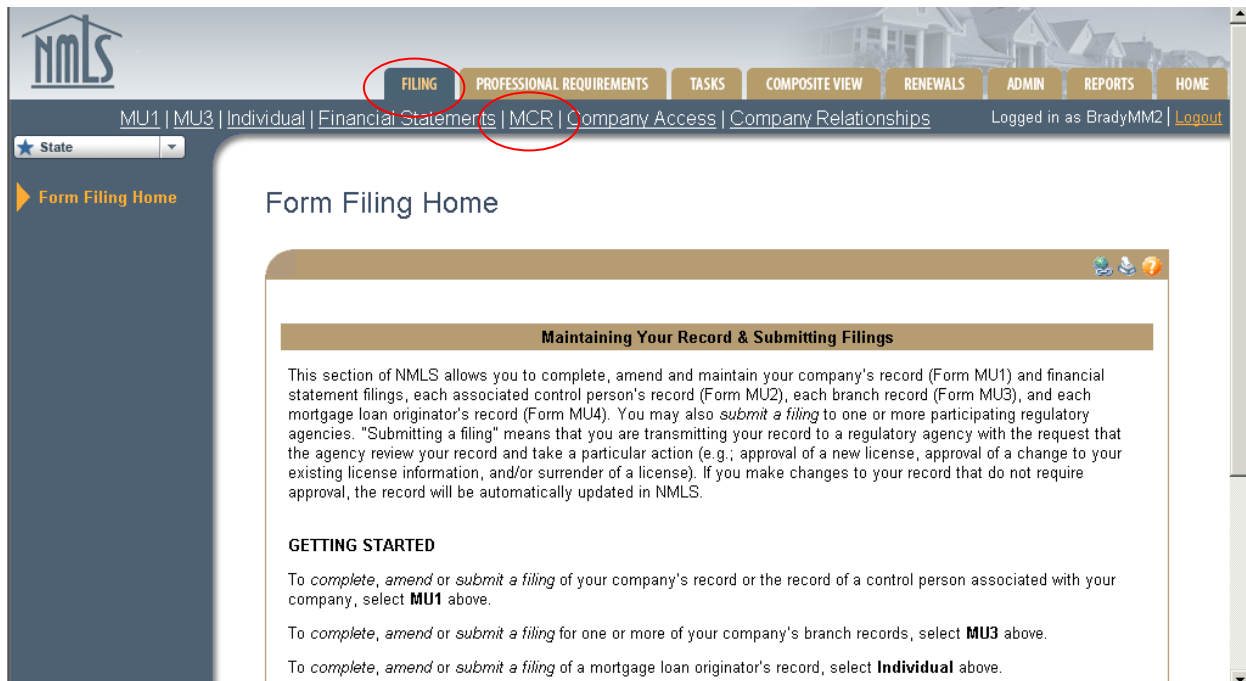 NMLS
FILING PROFESSIONAL REQUIREMENTS TASKS COMPOSITE VIEW RENEWALS ADMIN REPORTS HOME
MU1 | MU3 | Individual | Financial Statements | MCR | Company Access | Company Relationships Logged in as BradyMM2 | Logout
State
Form Filing Home
Form Filing Home
Maintaining Your Record & Submitting Filings
This section of NMLS allows you to complete, amend and maintain your company's record (Form MU1) and financial
statement filings, each associated control person's record (Form MU2), each branch record (Form MU3), and each
mortgage loan originator's record (Form MU4). You may also submit a filing to one or more participating regulatory
agencies. "Submitting a filing" means that you are transmitting your record to a regulatory agency with the request that
the agency review your record and take a particular action (e.g.; approval of a new license, approval of a change to your
existing license information, and/or surrender of a license). If you make changes to your record that do not require
approval, the record will be automatically updated in NMLS.
GETTING STARTED
To complete, amend or submit a filing of your company's record or the record of a control person associated with your
company, select MU1 above.
To complete, amend or submit a filing for one or more of your company's branch records, select MU3 above.
To complete, amend or submit a filing of a mortgage loan originator's record, select Individual above.